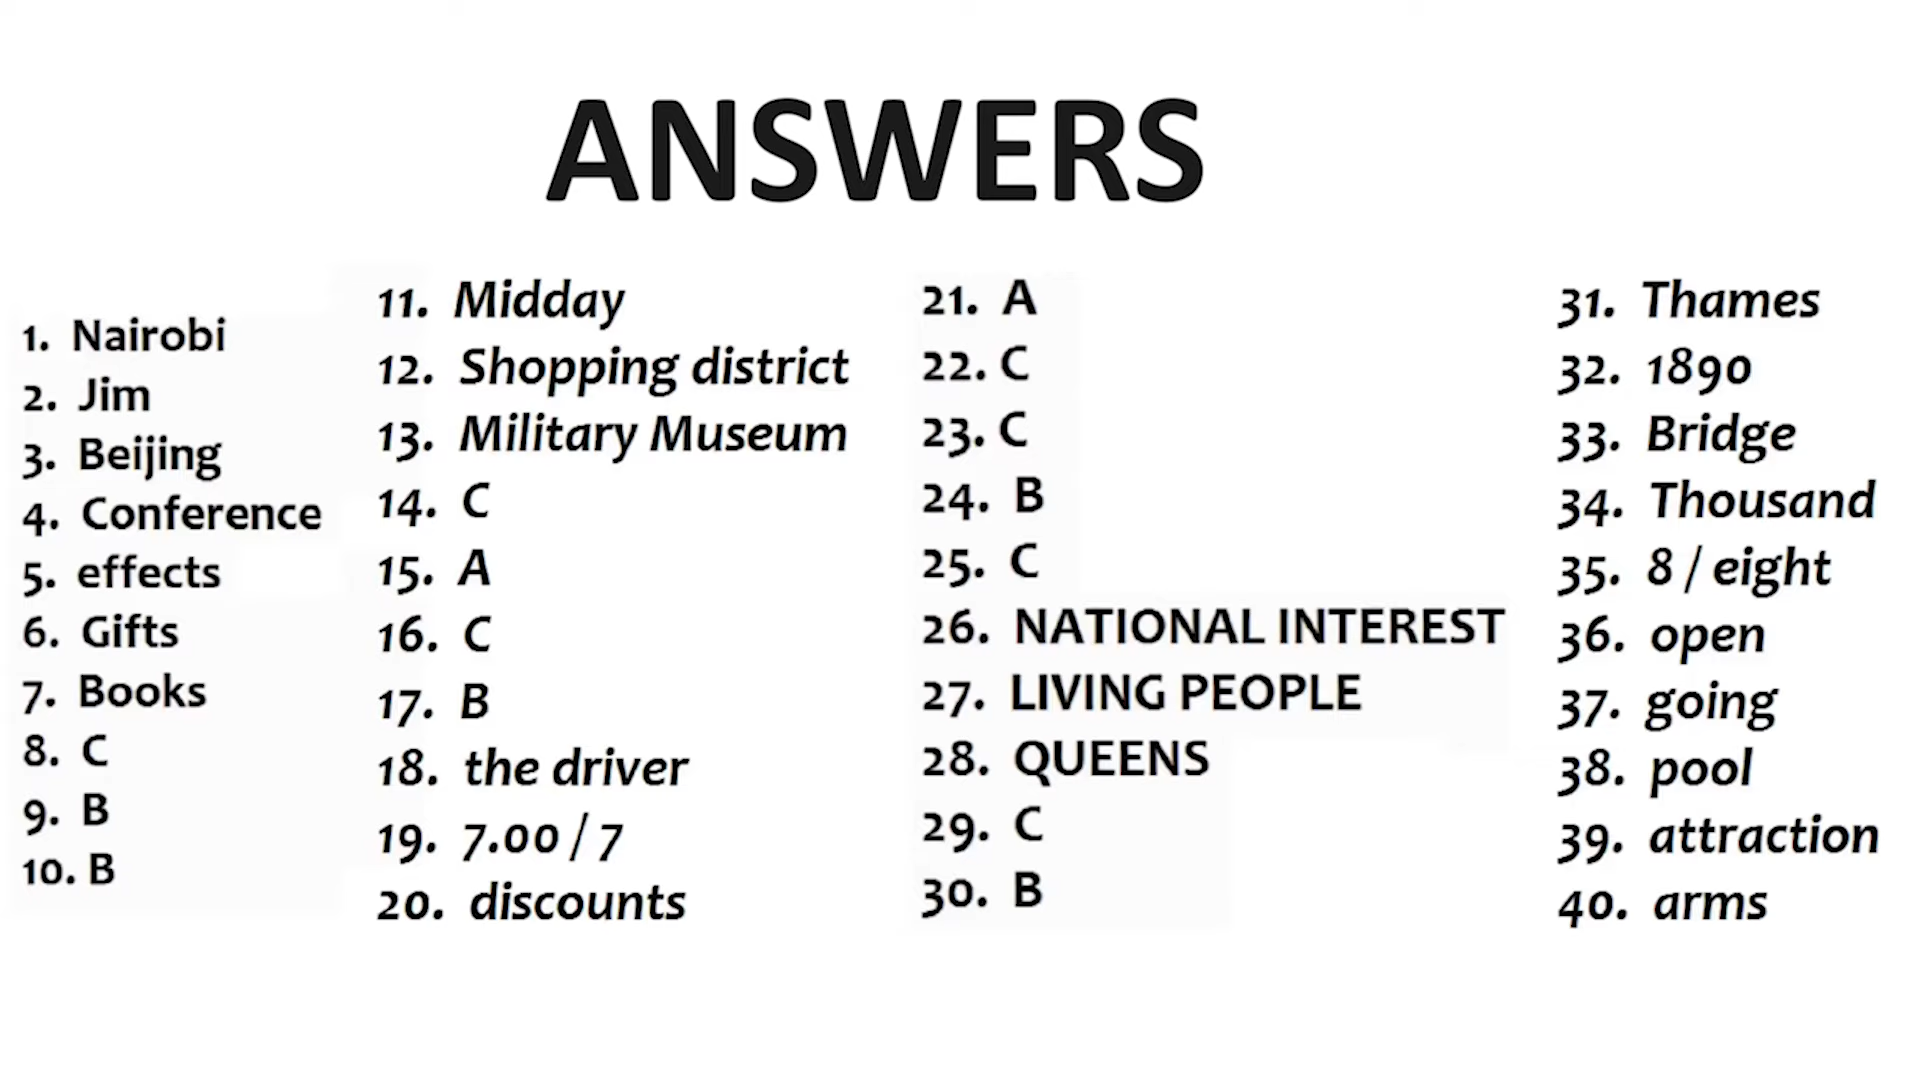 ANSWERS
1. Nairobi
2. Jim
3. Beijing
4. Conference
5. effects
6. Gifts
7. Books
8. C
9. B
10. B
11. Midday
12. Shopping district
13. Military Museum
14. C
15. A
16. C
17. B
18. the driver
19. 7.00 / 7
20. discounts
21. A
22. C
23. C
24. B
25. C
26. NATIONAL INTEREST
27. LIVING PEOPLE
28. QUEENS
29. C
30. B
31. Thames
32. 1890
33. Bridge
34. Thousand
35. 8 / eight
36. open
37. going
38. pool
39. attraction
40. arms